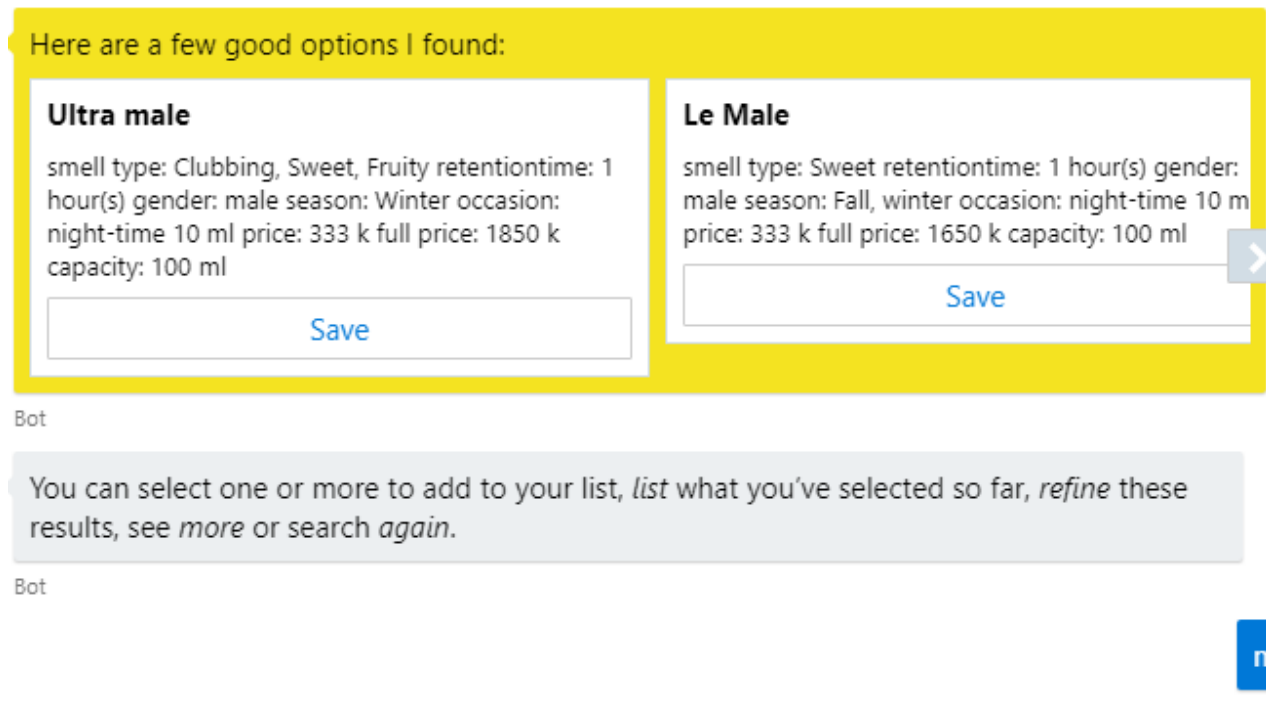 Here are a few good options I found:
Ultra male
smell type: Clubbing, Sweet, Fruity retentiontime: 1
hour(s) gender: male season: Winter occasion:
night-time 10 ml price: 333 k full price: 1850 k
capacity: 100 ml
Save
Le Male
smell type: Sweet retentiontime: 1 hour(s) gender:
male season: Fall, winter occasion: night-time 10 m
price: 333 k full price: 1650 k capacity: 100 ml
Save
Bot
You can select one or more to add to your list, list what you've selected so far, refine these
results, see more or search again.
Bot